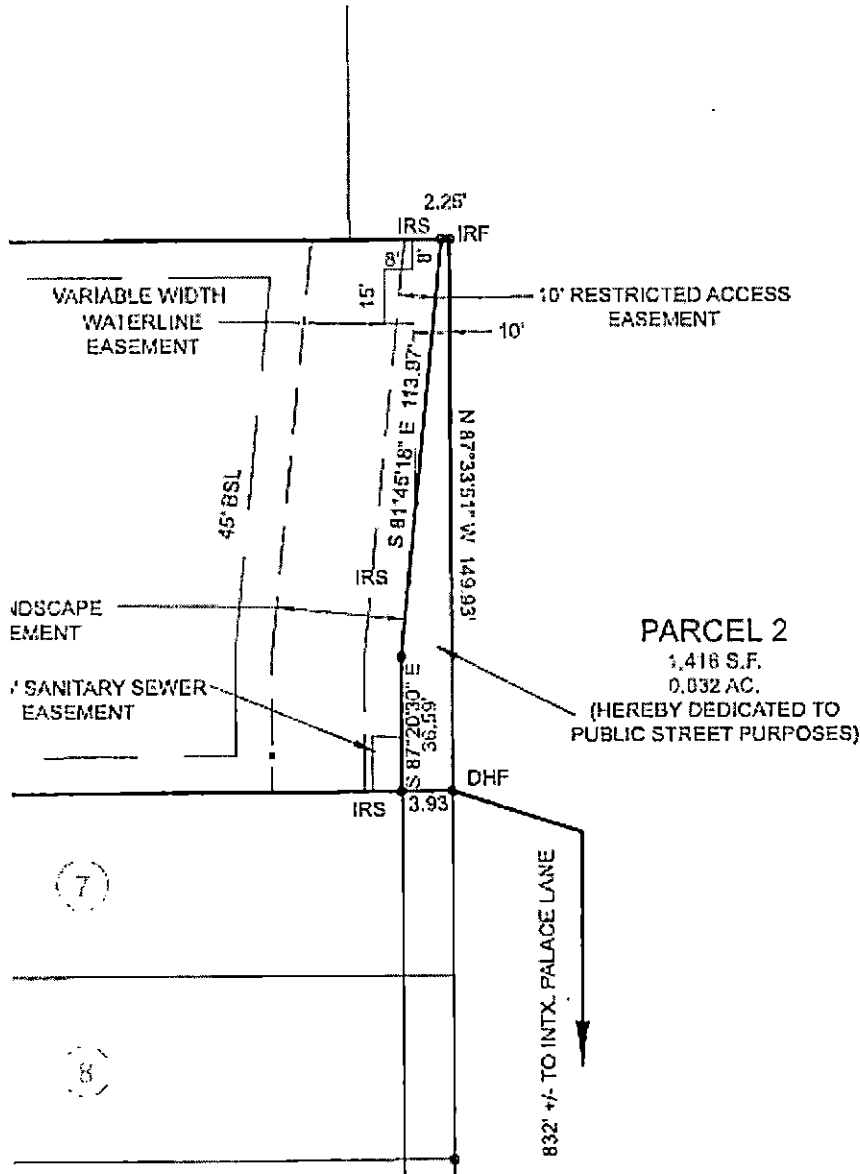 2.26'
IRS
IRF
8'
8'
15'
VARIABLE WIDTH
WATERLINE
EASEMENT
10' RESTRICTED ACCESS
EASEMENT
10'
S 81°45'18" E 113.97'
N 87°33'51" W 149.93'
45' BSL
IRS
NDSCAPE
EMENT
SANITARY SEWER
EASEMENT
S 87°20'30" E
36.59'
PARCEL 2
1,416 S.F.
0.032 AC.
(HEREBY DEDICATED TO
PUBLIC STREET PURPOSES)
DHF
IRS
3.93
7
8
832' +/- TO INTX. PALACE LANE